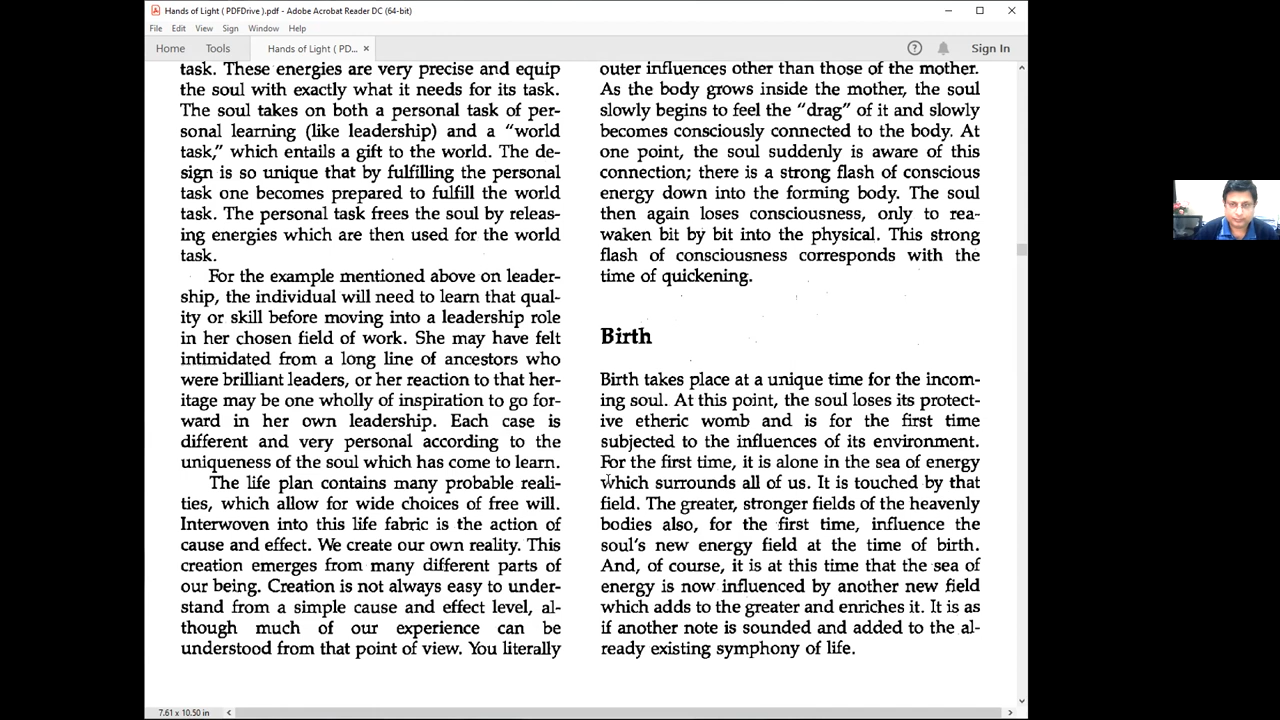 Hands of Light ( PDFDrive ).pdf - Adobe Acrobat Reader DC (64-bit)
File Edit View Sign Window Help
Home Tools Hands of Light ( PD... × Sign In
task. These energies are very precise and equip
the soul with exactly what it needs for its task.
The soul takes on both a personal task of per-
sonal learning (like leadership) and a “world
task,” which entails a gift to the world. The de-
sign is so unique that by fulfilling the personal
task one becomes prepared to fulfill the world
task. The personal task frees the soul by releas-
ing energies which are then used for the world
task.
For the example mentioned above on leader-
ship, the individual will need to learn that qual-
ity or skill before moving into a leadership role
in her chosen field of work. She may have felt
intimidated from a long line of ancestors who
were brilliant leaders, or her reaction to that her-
itage may be one wholly of inspiration to go for-
ward in her own leadership. Each case is
different and very personal according to the
uniqueness of the soul which has come to learn.
The life plan contains many probable reali-
ties, which allow for wide choices of free will.
Interwoven into this life fabric is the action of
cause and effect. We create our own reality. This
creation emerges from many different parts of
our being. Creation is not always easy to under-
stand from a simple cause and effect level, al-
though much of our experience can be
understood from that point of view. You literally
outer influences other than those of the mother.
As the body grows inside the mother, the soul
slowly begins to feel the “drag” of it and slowly
becomes consciously connected to the body. At
one point, the soul suddenly is aware of this
connection; there is a strong flash of conscious
energy down into the forming body. The soul
then again loses consciousness, only to rea-
waken bit by bit into the physical. This strong
flash of consciousness corresponds with the
time of quickening.
Birth
Birth takes place at a unique time for the incom-
ing soul. At this point, the soul loses its protect-
ive etheric womb and is for the first time
subjected to the influences of its environment.
For the first time, it is alone in the sea of energy
which surrounds all of us. It is touched by that
field. The greater, stronger fields of the heavenly
bodies also, for the first time, influence the
soul's new energy field at the time of birth.
And, of course, it is at this time that the sea of
energy is now influenced by another new field
which adds to the greater and enriches it. It is as
if another note is sounded and added to the al-
ready existing symphony of life.
7.61 x 10.50 in